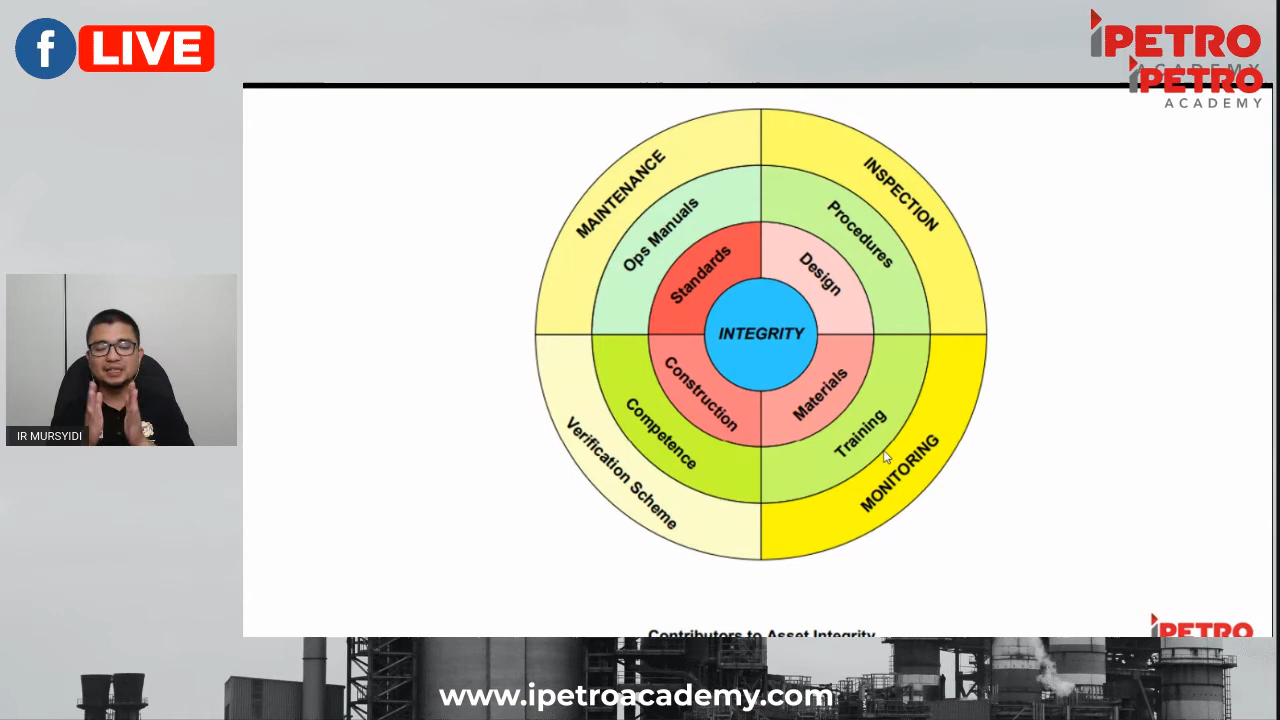 f LIVE
iPETRO
ACADEMY
iPETRO
ACADEMY
MAINTENANCE
INSPECTION
Ops Manuals
Procedures
Standards
Design
INTEGRITY
Construction
Materials
Competence
Training
Verification Scheme
MONITORING
IR MURSYIDI
Contributors to Asset Integrity
iPETRO
www.ipetroacademy.com